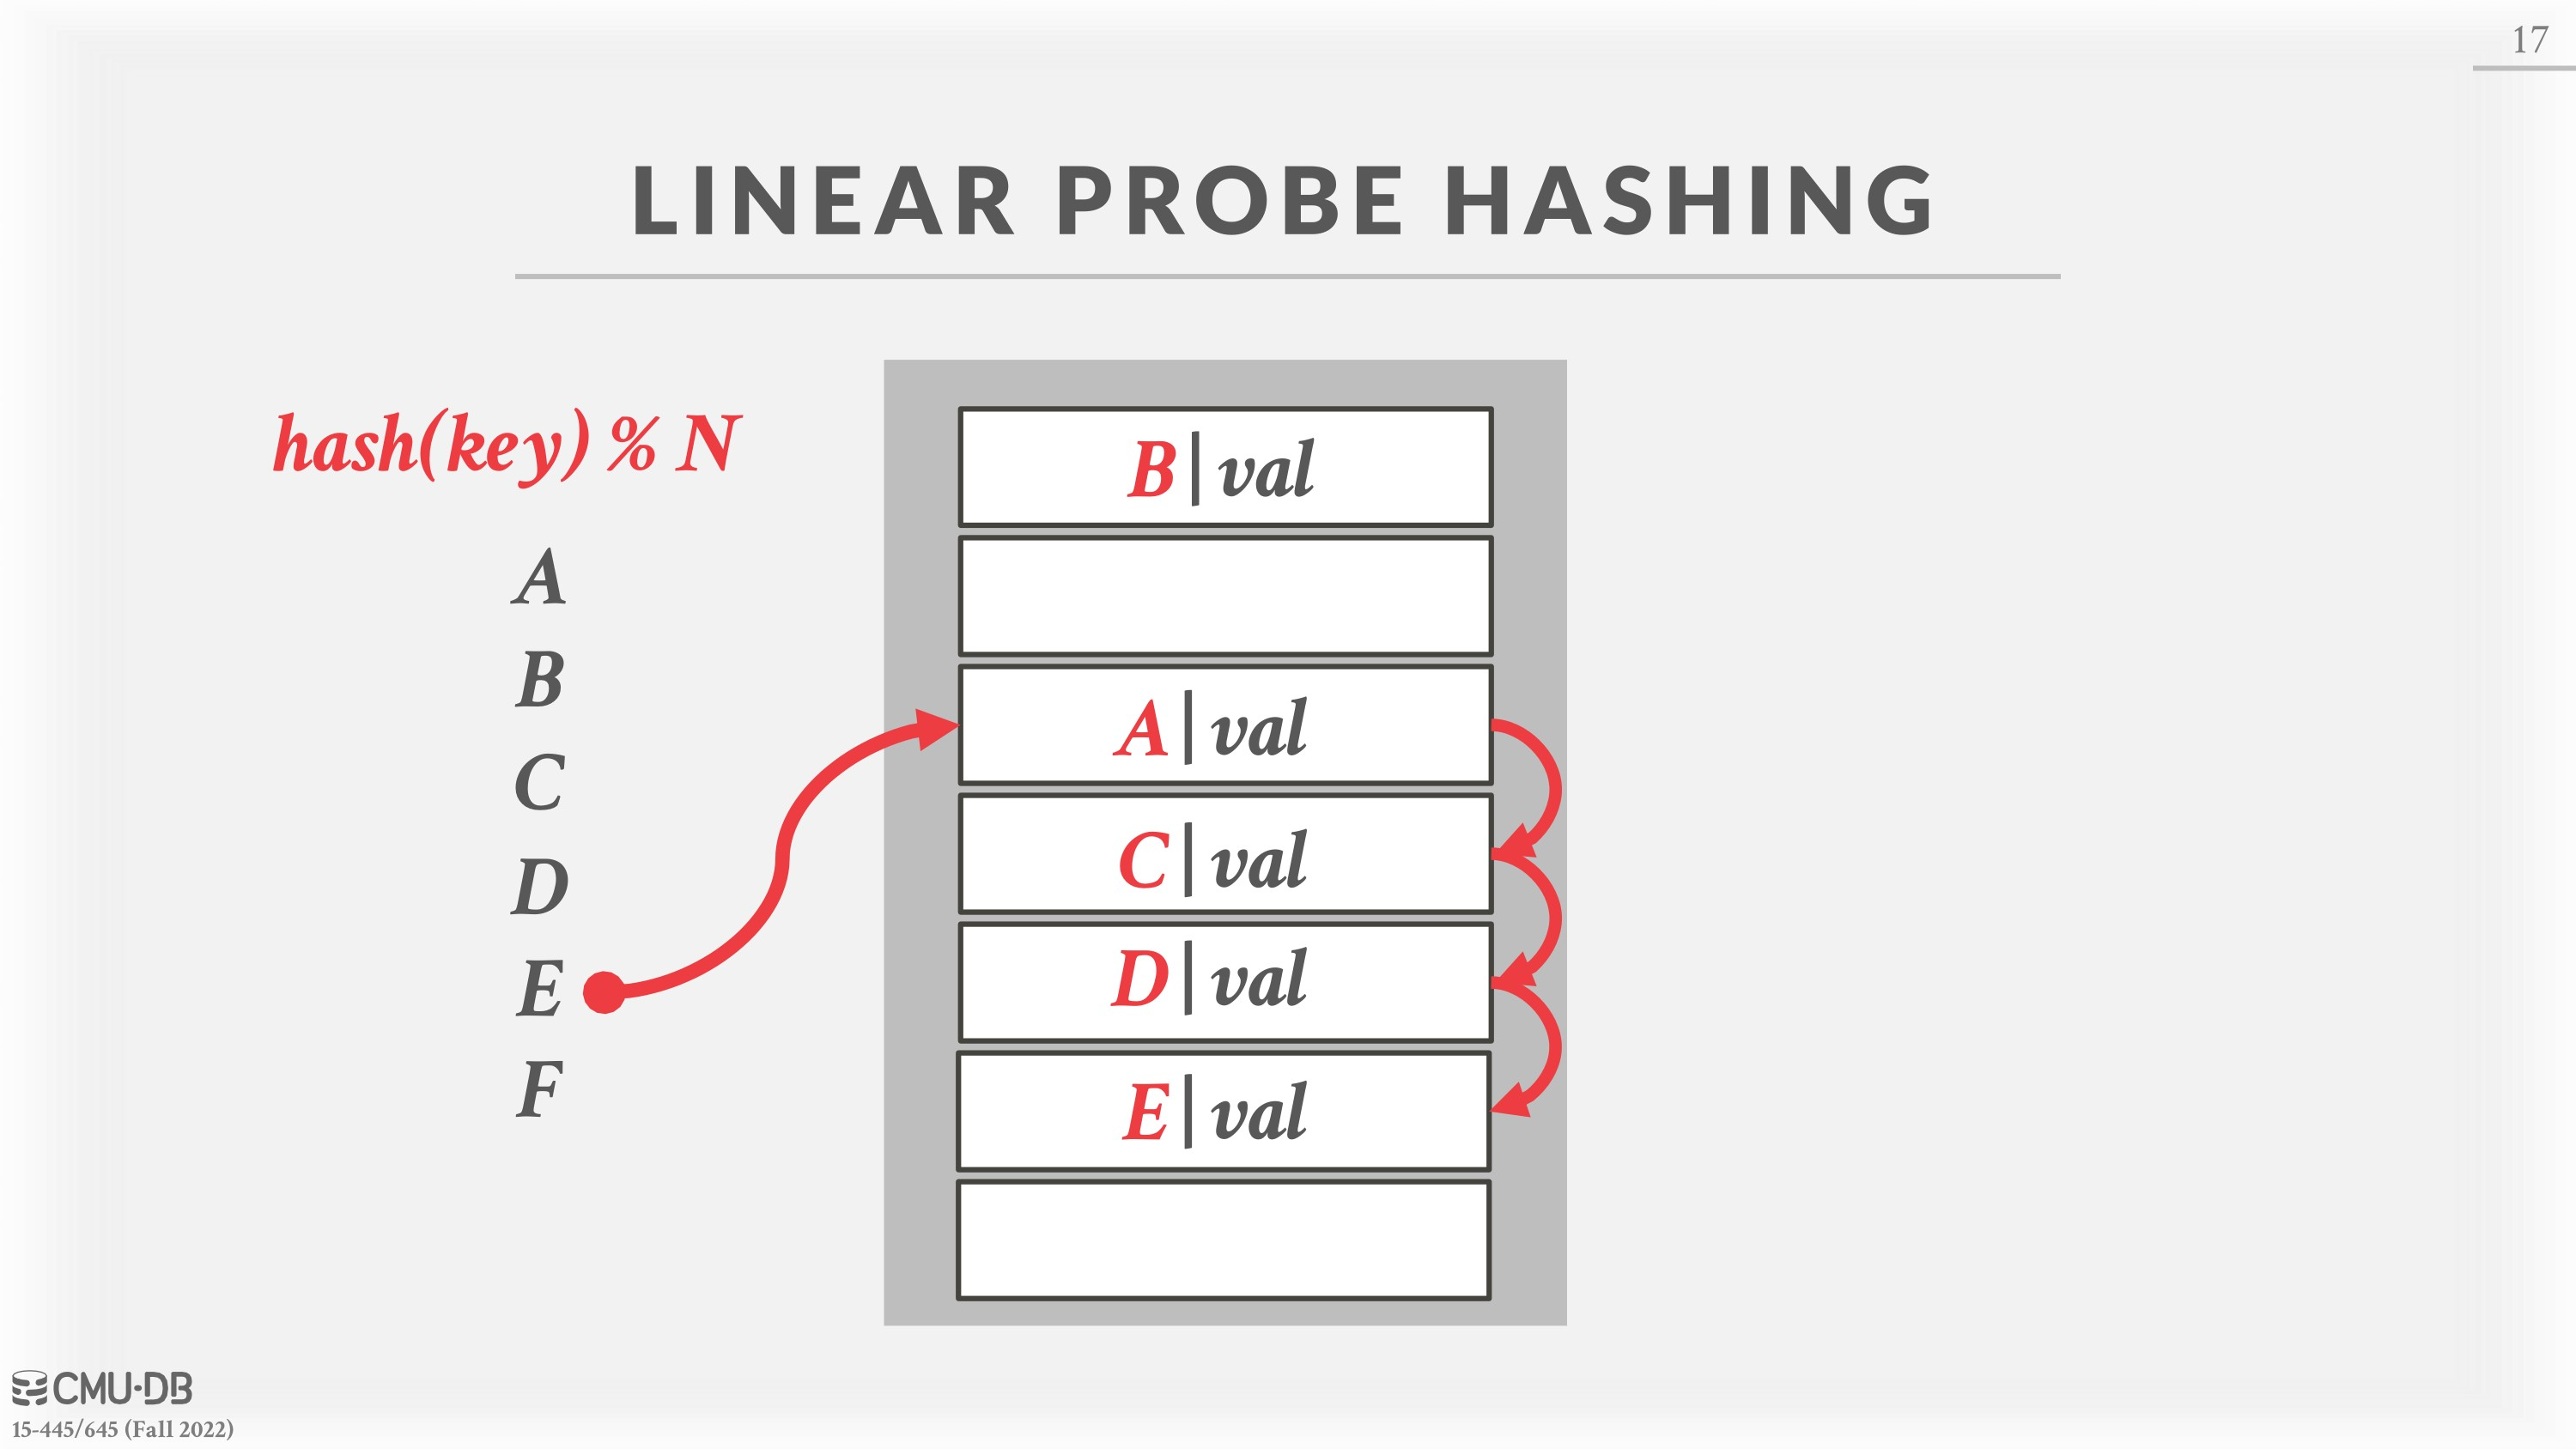 17
LINEAR PROBE HASHING
hash(key) % N
A
B
C
D
E
F
B|val
A|val
C|val
D|val
E|val
CMU·DB
15-445/645 (Fall 2022)